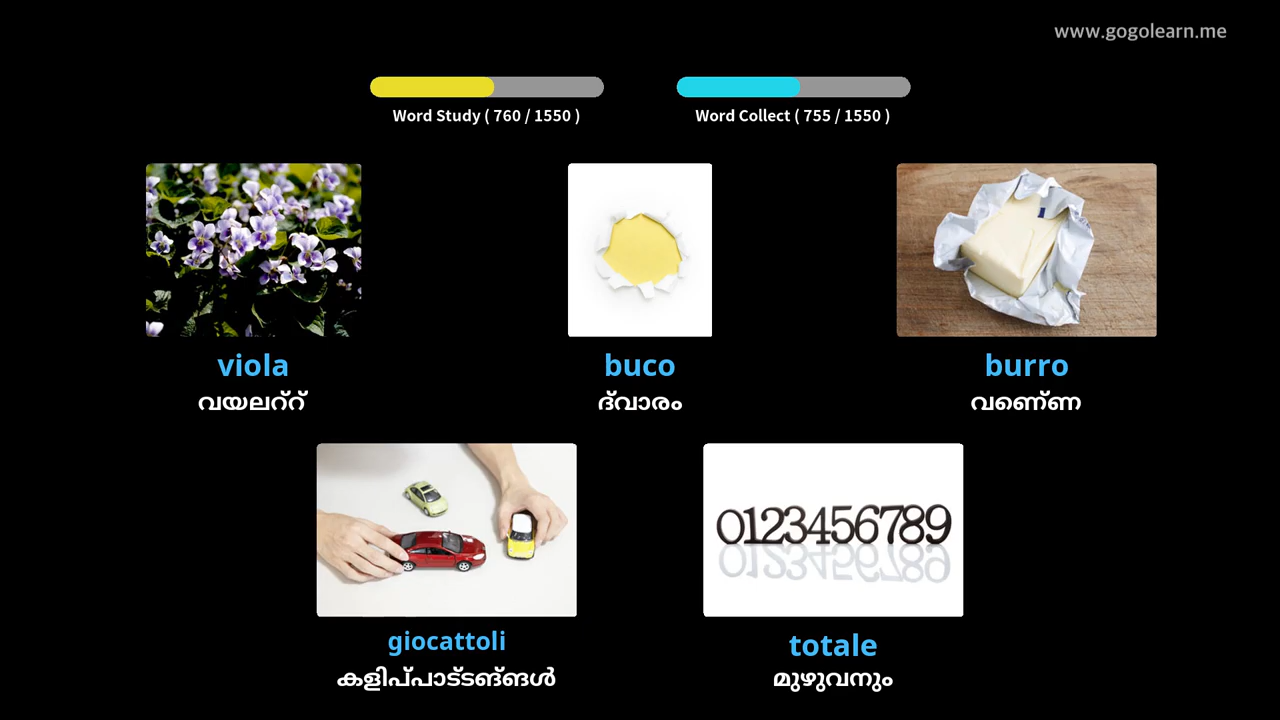 www.gogolearn.me
Word Study ( 760 / 1550 )
Word Collect ( 755 / 1550 )
viola
വയലറ്റ്
buco
ദ്വാരം
burro
വണ്ണെ
0123456789
giocattoli
കളിപ്പാട്ടങ്ങൾ
totale
മുഴുവനും